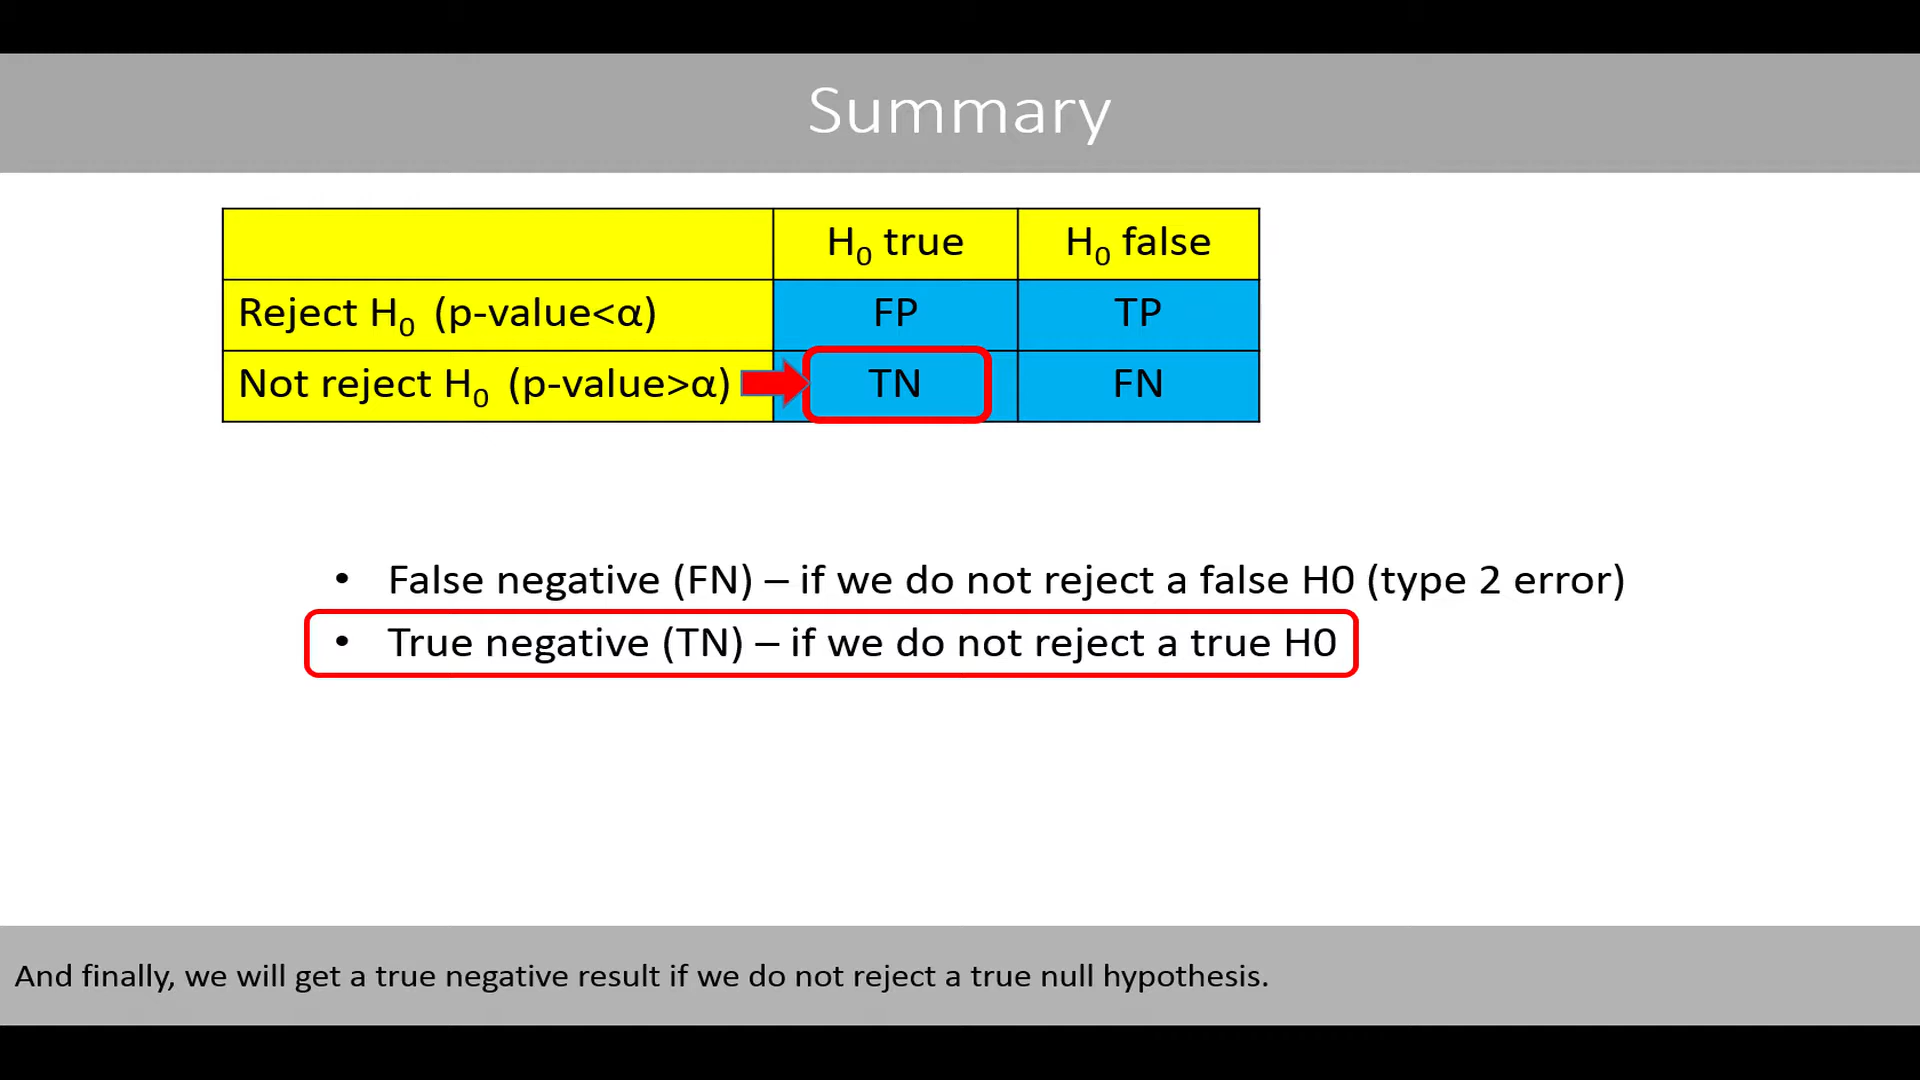 Summary
H0 true H0 false
Reject H0 (p-value<α) FP TP
Not reject H0 (p-value>α) TN FN
• False negative (FN) – if we do not reject a false H0 (type 2 error)
• True negative (TN) – if we do not reject a true H0
And finally, we will get a true negative result if we do not reject a true null hypothesis.